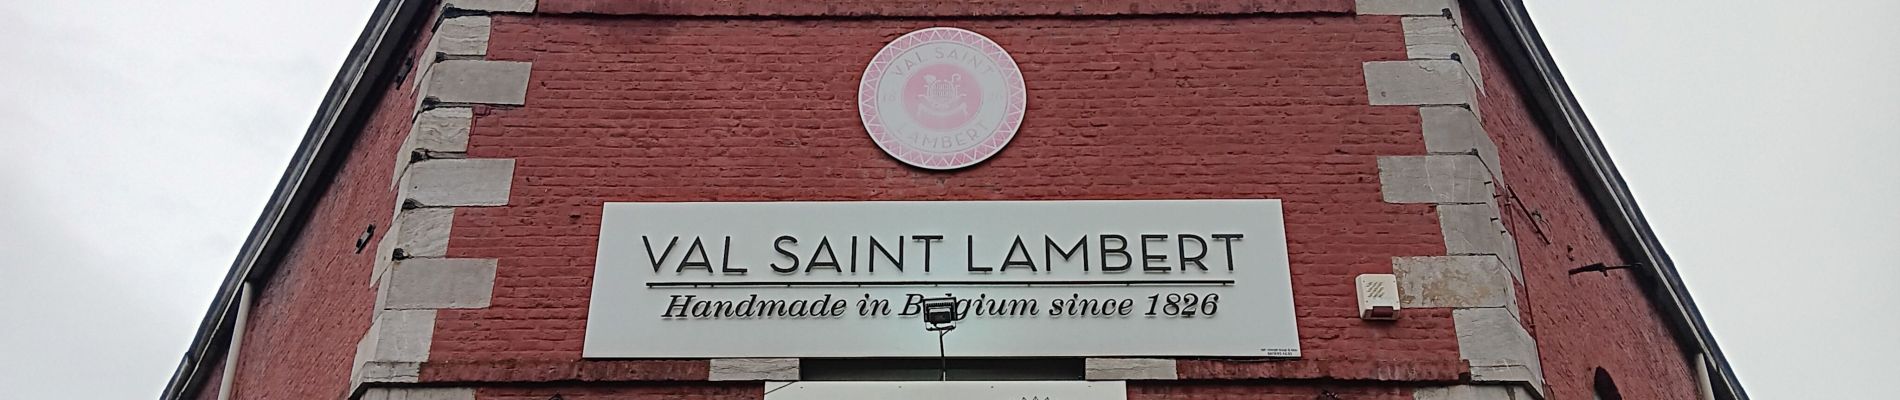 VAL SAINT
LAMBERT
VAL SAINT LAMBERT
Handmade in Belgium since 1826